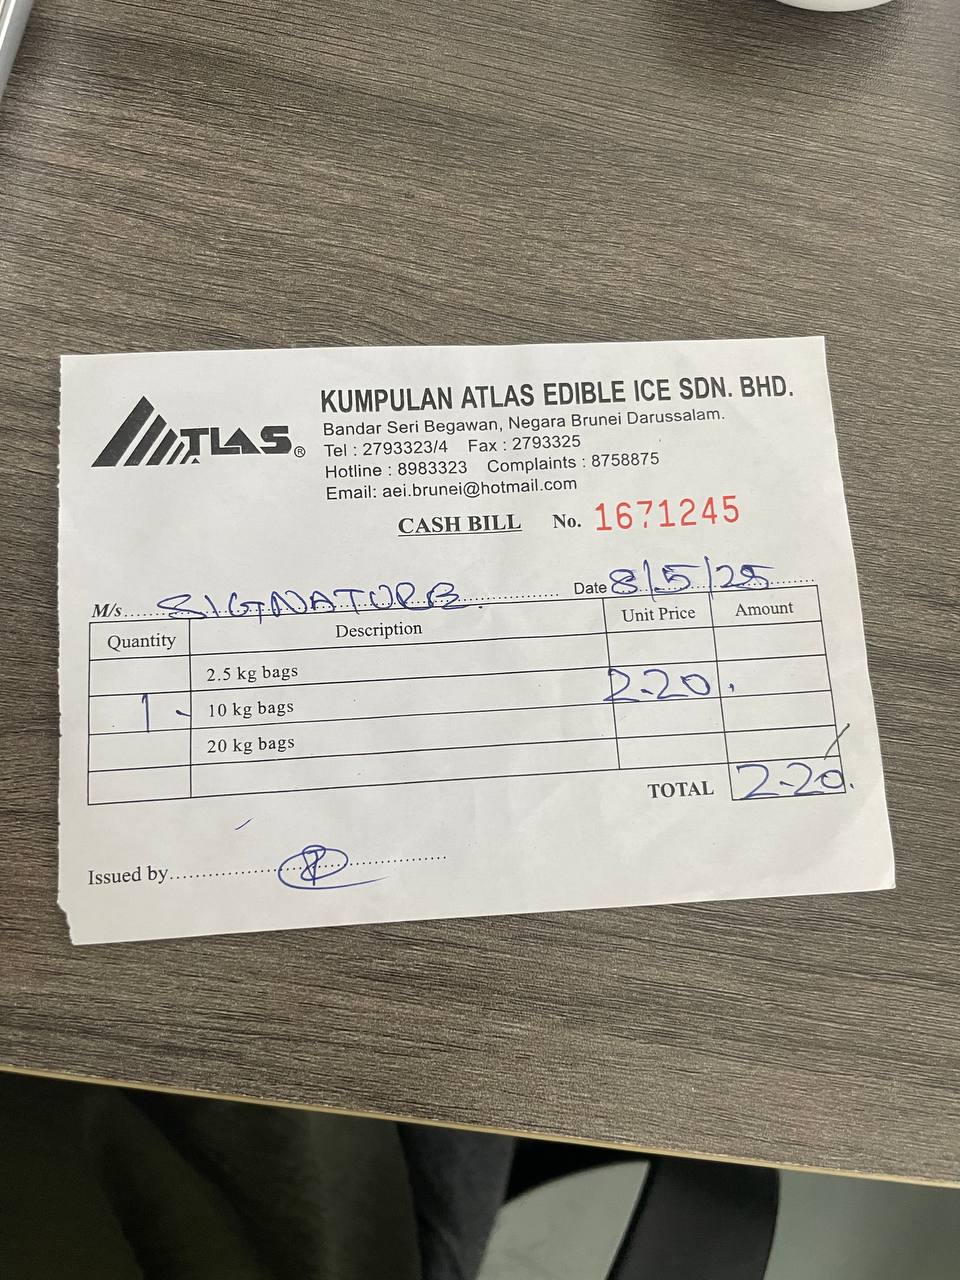 ATLAS®
KUMPULAN ATLAS EDIBLE ICE SDN. BHD.
Bandar Seri Begawan, Negara Brunei Darussalam.
Tel : 2793323/4 Fax : 2793325
Hotline : 8983323 Complaints : 8758875
Email: aei.brunei@hotmail.com
CASH BILL No. 1671245
M/s. SIGNATURE. Date 8/5/25
Quantity Description Unit Price Amount
2.5 kg bags
1 - 10 kg bags 2-20.
20 kg bags
TOTAL 2-20.
Issued by